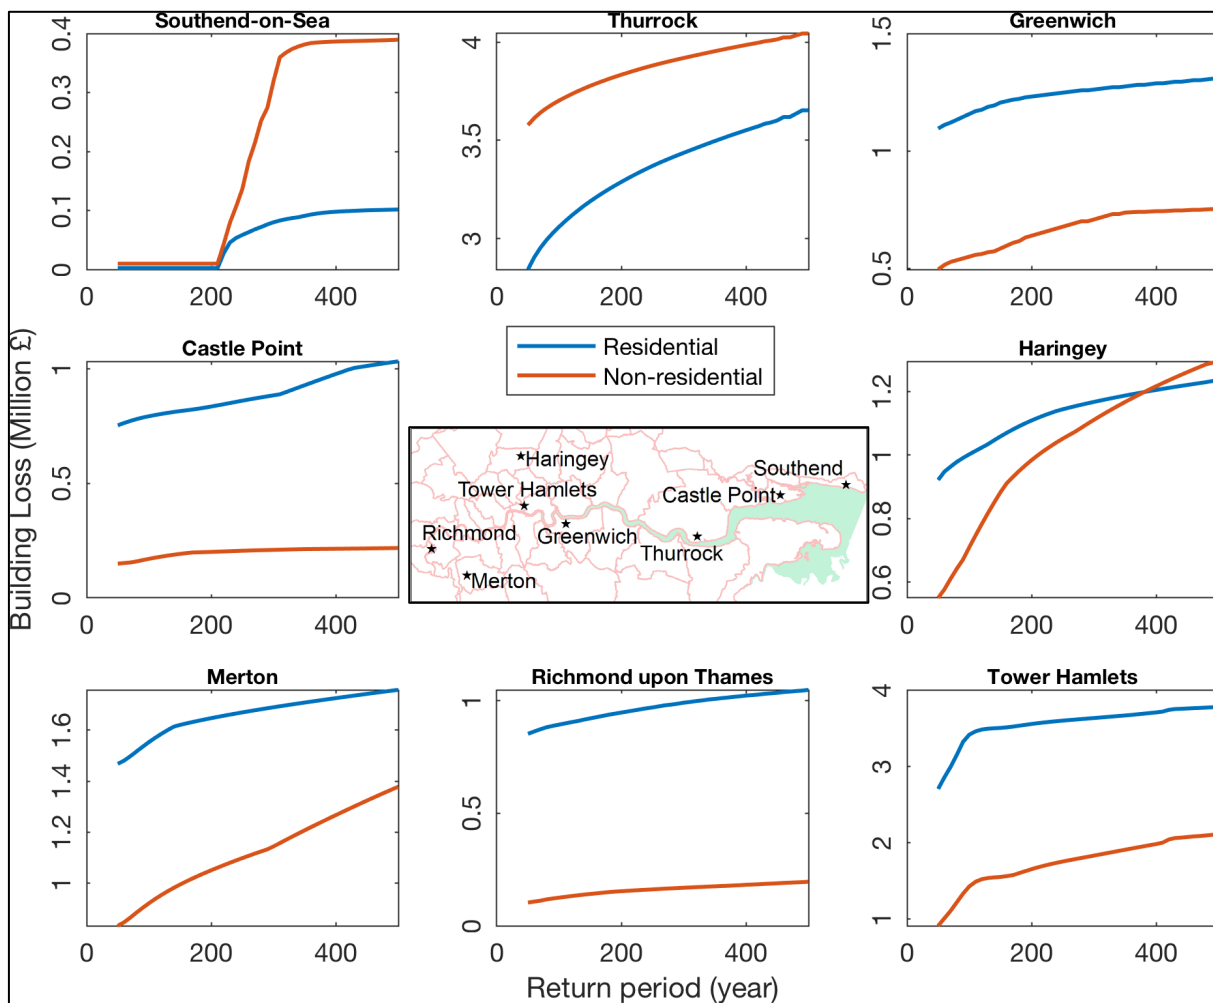 Southend-on-Sea
Thurrock
Greenwich
0.4
0.3
0.2
0.1
0
0 200 400
4
3.5
3
0 200 400
1.5
1
0.5
0 200 400
Building Loss (Million £)
Castle Point
1
0.5
0
0 200 400
Residential
Non-residential
Haringey
Tower Hamlets
Richmond
Merton
Greenwich
Thurrock
Castle Point
Southend
Haringey
1.2
1
0.8
0.6
0 200 400
Merton
1.6
1.4
1.2
1
0 200 400
Richmond upon Thames
1
0.5
0
0 200 400
Tower Hamlets
4
3
2
1
0 200 400
Return period (year)